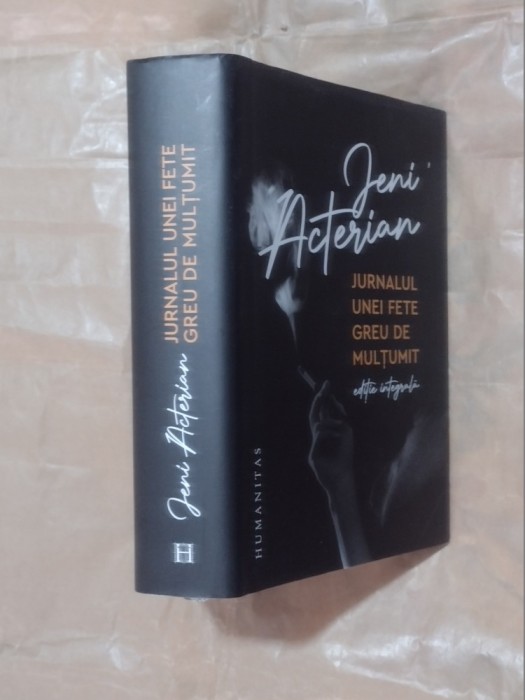 JURNALUL UNEI FETE
GREU DE MULȚUMIT
Jeni Acterian
H
Jeni
Acterian
JURNALUL
UNEI FETE
GREU DE
MULȚUMIT
ediție integrală
HUMANITAS